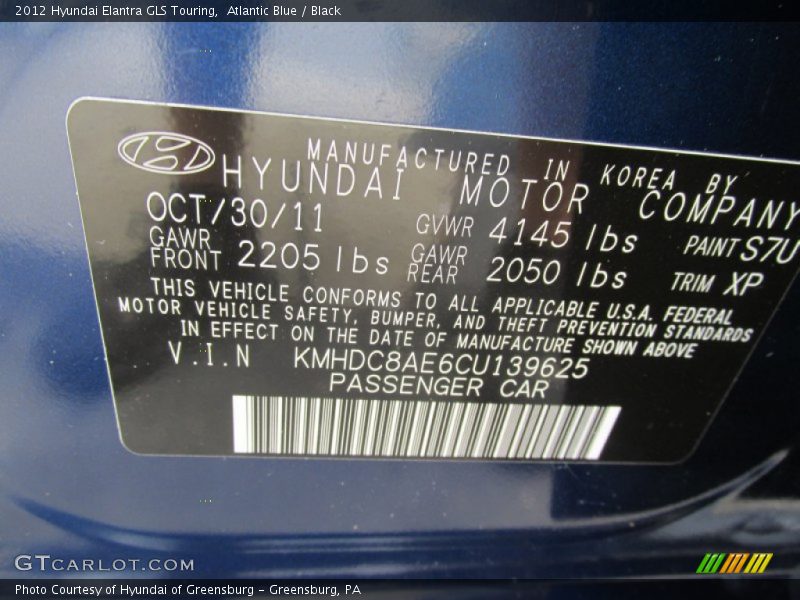 2012 Hyundai Elantra GLS Touring,  Atlantic Blue / Black
MANUFACTURED IN KOREA BY
HYUNDAI MOTOR COMPANY
OCT/30/11 GVWR 4145 lbs PAINT S7U
GAWR FRONT 2205 lbs GAWR REAR 2050 lbs TRIM XP
THIS VEHICLE CONFORMS TO ALL APPLICABLE U.S.A. FEDERAL
MOTOR VEHICLE SAFETY, BUMPER, AND THEFT PREVENTION STANDARDS
IN EFFECT ON THE DATE OF MANUFACTURE SHOWN ABOVE
V.I.N KMHDC8AE6CU139625
PASSENGER CAR
GTCARLOT.COM
Photo Courtesy of Hyundai of Greensburg - Greensburg, PA